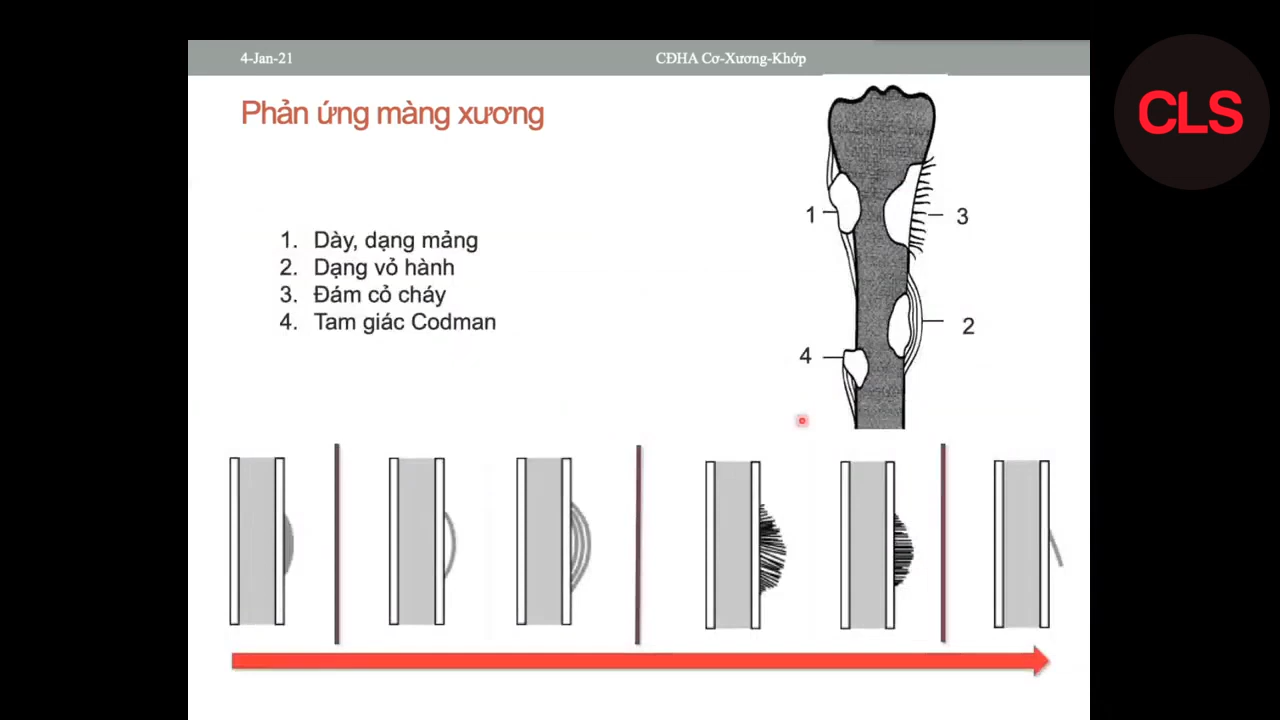 4-Jan-21
CĐHA Cơ-Xương-Khớp
CLS
Phản ứng màng xương
1. Dày, dạng mảng
2. Dạng vỏ hành
3. Đám cỏ cháy
4. Tam giác Codman
1
3
2
4